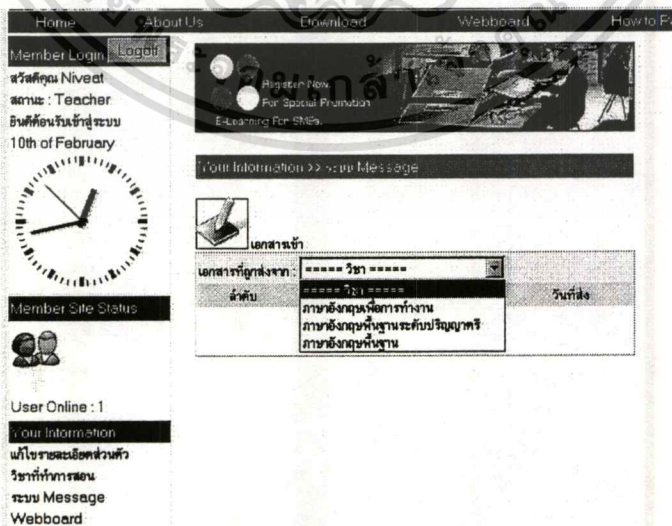 Home About Us Download Webboard How to P
Member Login Logoff
สวัสดีคุณ Niveat
สถานะ : Teacher
ยินดีต้อนรับเข้าสู่ระบบ
10th of February
Register Now.
For Special Promotion
E-Learning For SMEs.
Your Information >> ระบบ Message
เอกสารเข้า
เอกสารที่ถูกส่งจาก : ===== วิชา =====
ลำดับ วันที่ส่ง
===== วิชา =====
ภาษาอังกฤษเพื่อการทำงาน
ภาษาอังกฤษพื้นฐานระดับปริญญาตรี
ภาษาอังกฤษพื้นฐาน
Member Site Status
User Online : 1
Your Information
แก้ไขรายละเอียดส่วนตัว
วิชาที่ทำการสอน
ระบบ Message
Webboard